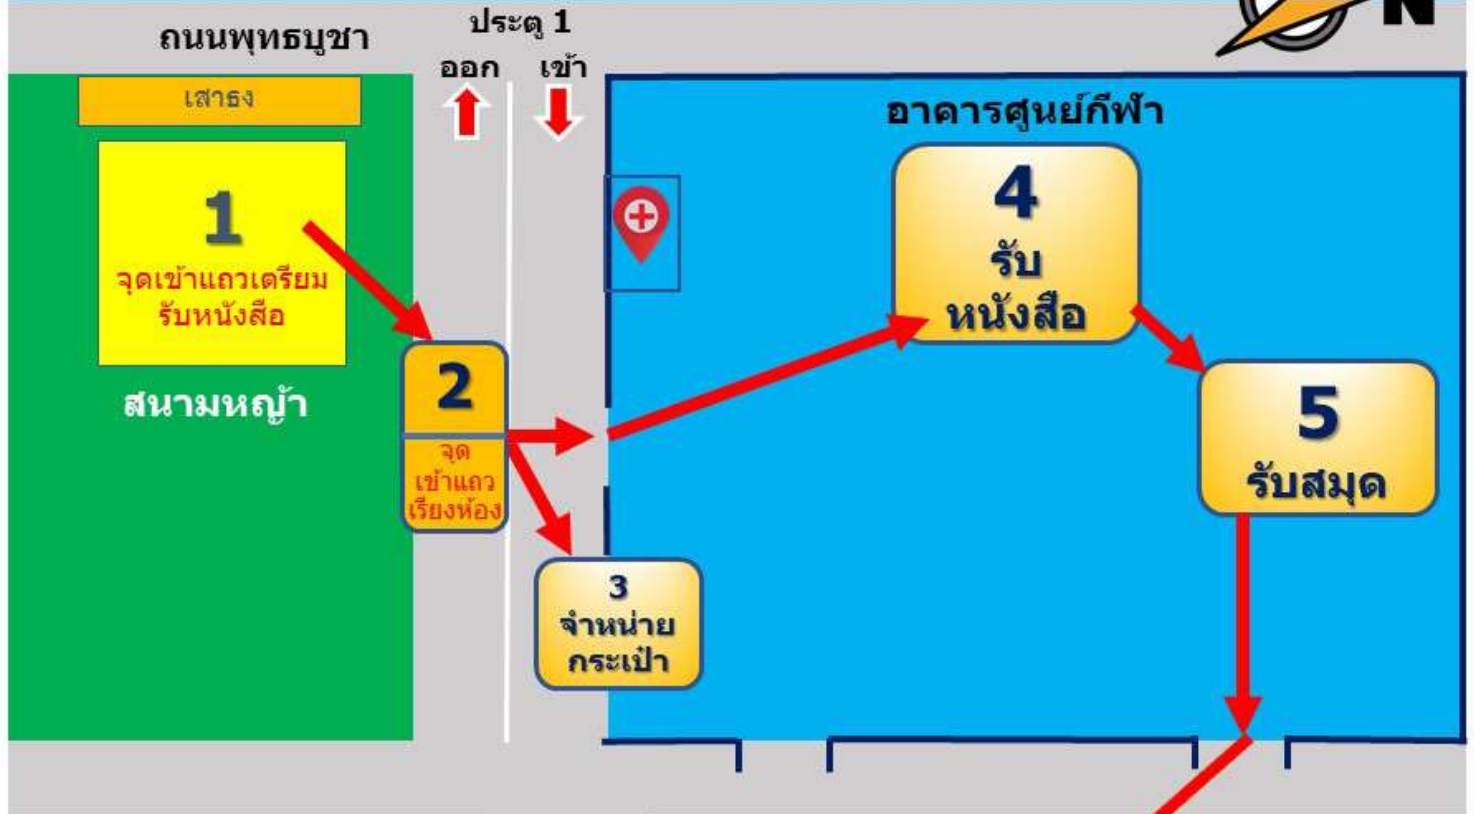 N
ถนนพุทธบูชา
ประตู 1
ออก
เข้า
เสาธง
อาคารศูนย์กีฬา
1
จุดเข้าแถวเตรียม
รับหนังสือ
สนามหญ้า
2
จุด
เข้าแถว
เรียงห้อง
3
จำหน่าย
กระเป๋า
4
รับ
หนังสือ
5
รับสมุด